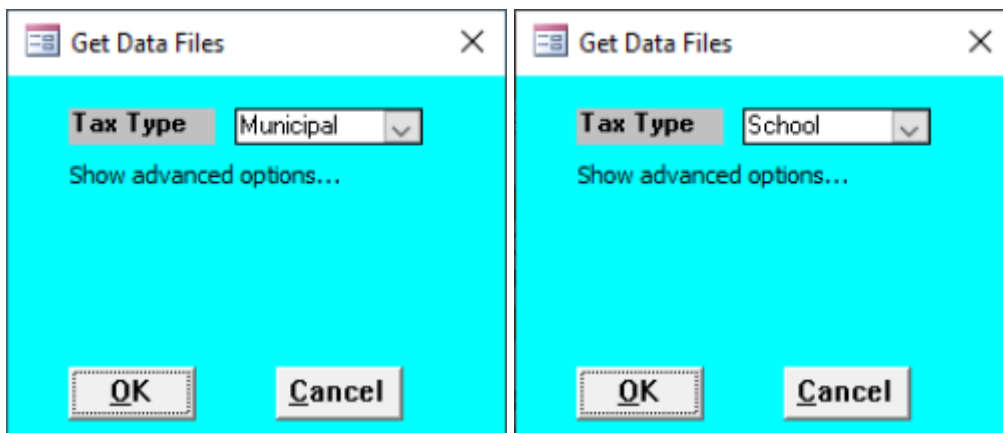 Get Data Files
Tax Type Municipal
Show advanced options...
OK Cancel
Get Data Files
Tax Type School
Show advanced options...
OK Cancel